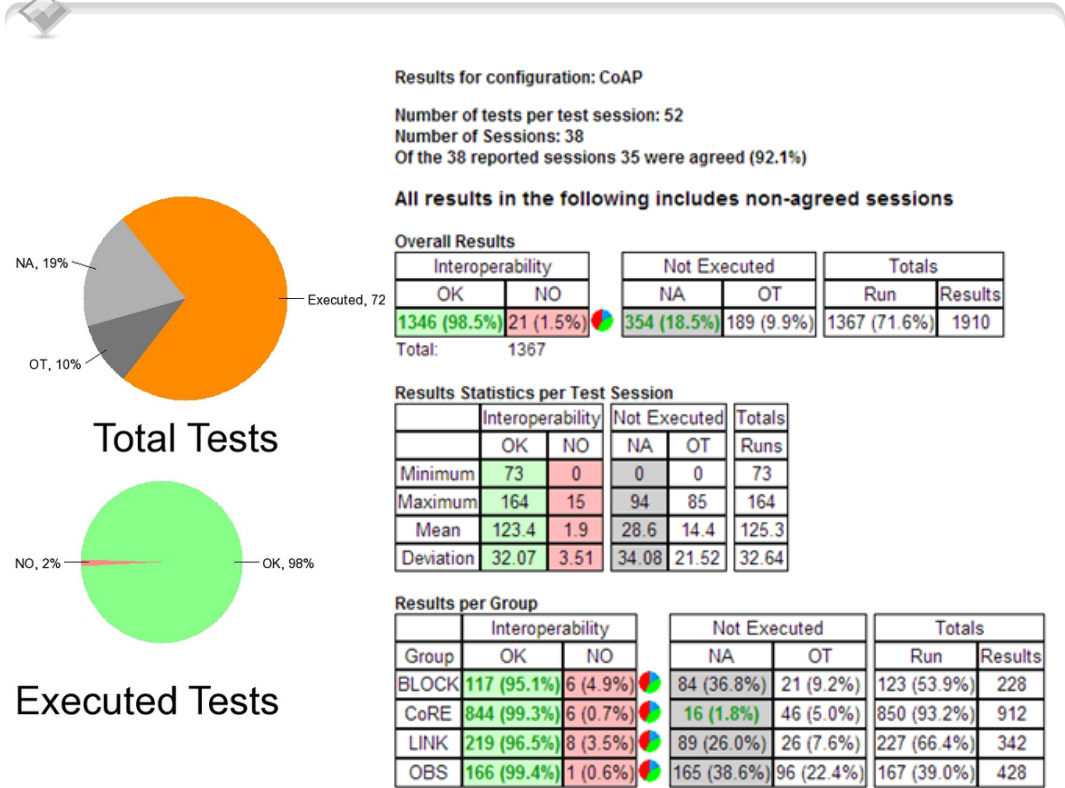 Results for configuration: CoAP
Number of tests per test session: 52
Number of Sessions: 38
Of the 38 reported sessions 35 were agreed (92.1%)
All results in the following includes non-agreed sessions
NA, 19%
Executed, 72
OT, 10%
Total Tests
NO, 2%
OK, 98%
Executed Tests
Overall Results
Interoperability Not Executed Totals
OK NO NA OT Run Results
1346 (98.5%) 21 (1.5%) 354 (18.5%) 189 (9.9%) 1367 (71.6%) 1910
Total: 1367
Results Statistics per Test Session
Interoperability Not Executed Totals
OK NO NA OT Runs
Minimum 73 0 0 0 73
Maximum 164 15 94 85 164
Mean 123.4 1.9 28.6 14.4 125.3
Deviation 32.07 3.51 34.08 21.52 32.64
Results per Group
Interoperability Not Executed Totals
Group OK NO NA OT Run Results
BLOCK 117 (95.1%) 6 (4.9%) 84 (36.8%) 21 (9.2%) 123 (53.9%) 228
CoRE 844 (99.3%) 6 (0.7%) 16 (1.8%) 46 (5.0%) 850 (93.2%) 912
LINK 219 (96.5%) 8 (3.5%) 89 (26.0%) 26 (7.6%) 227 (66.4%) 342
OBS 166 (99.4%) 1 (0.6%) 165 (38.6%) 96 (22.4%) 167 (39.0%) 428